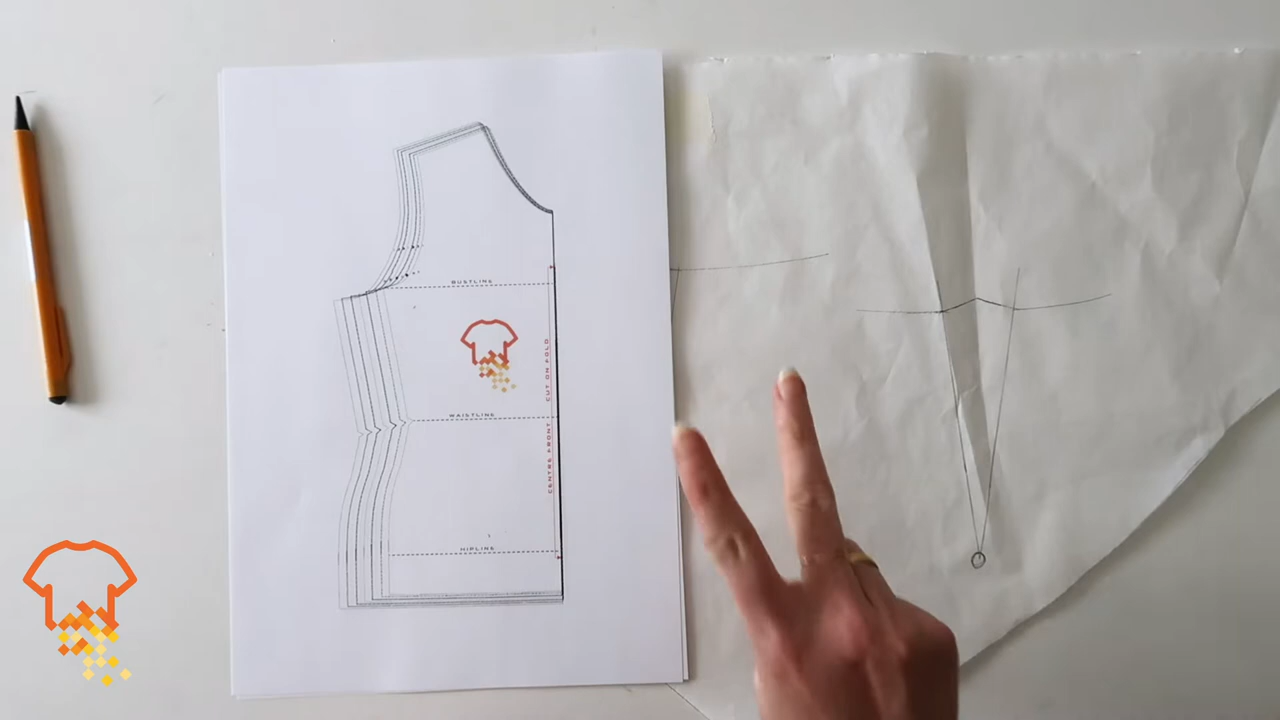 BUSTLINE
CUT ON FOLD
WAISTLINE
CENTRE FRONT
HIPLINE